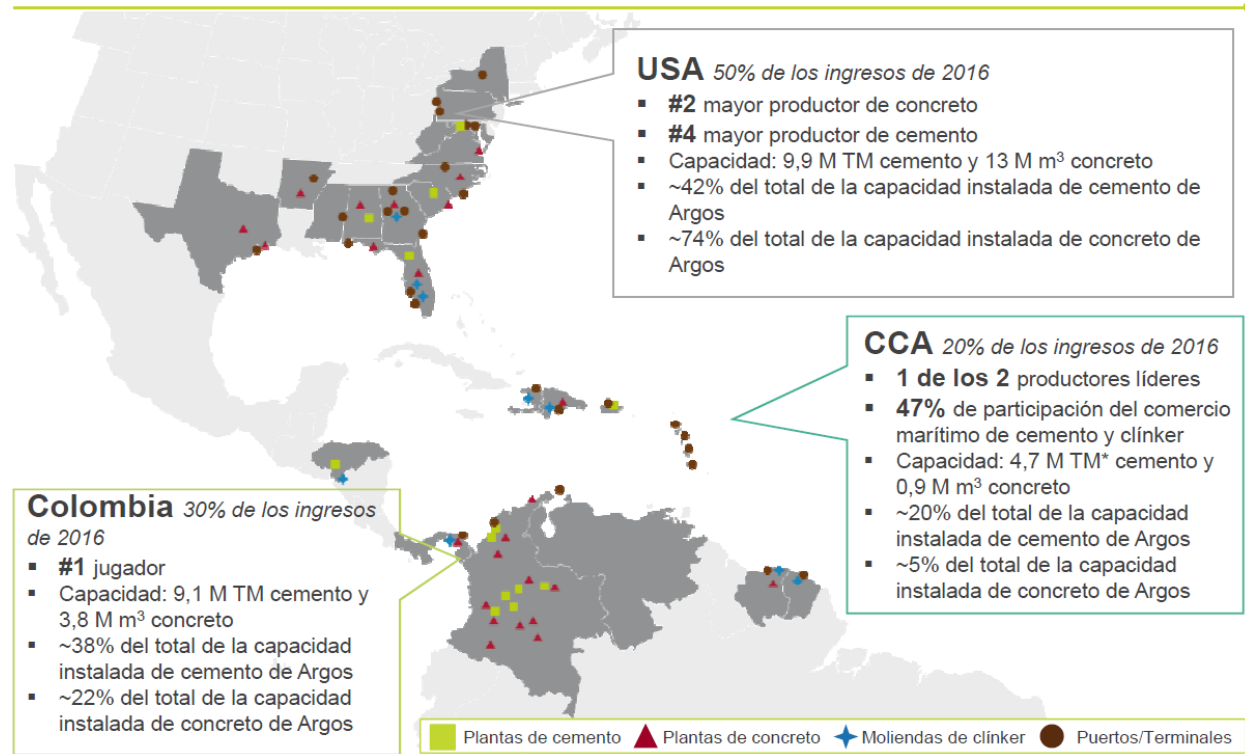 USA 50% de los ingresos de 2016
▪ #2 mayor productor de concreto
▪ #4 mayor productor de cemento
▪ Capacidad: 9,9 M TM cemento y 13 M m³ concreto
▪ ~42% del total de la capacidad instalada de cemento de
Argos
▪ ~74% del total de la capacidad instalada de concreto de
Argos
CCA 20% de los ingresos de 2016
▪ 1 de los 2 productores líderes
▪ 47% de participación del comercio
marítimo de cemento y clínker
▪ Capacidad: 4,7 M TM* cemento y
0,9 M m³ concreto
▪ ~20% del total de la capacidad
instalada de cemento de Argos
▪ ~5% del total de la capacidad
instalada de concreto de Argos
Colombia 30% de los ingresos
de 2016
▪ #1 jugador
▪ Capacidad: 9,1 M TM cemento y
3,8 M m³ concreto
▪ ~38% del total de la capacidad
instalada de cemento de Argos
▪ ~22% del total de la capacidad
instalada de concreto de Argos
Plantas de cemento Plantas de concreto Moliendas de clínker Puertos/Terminales